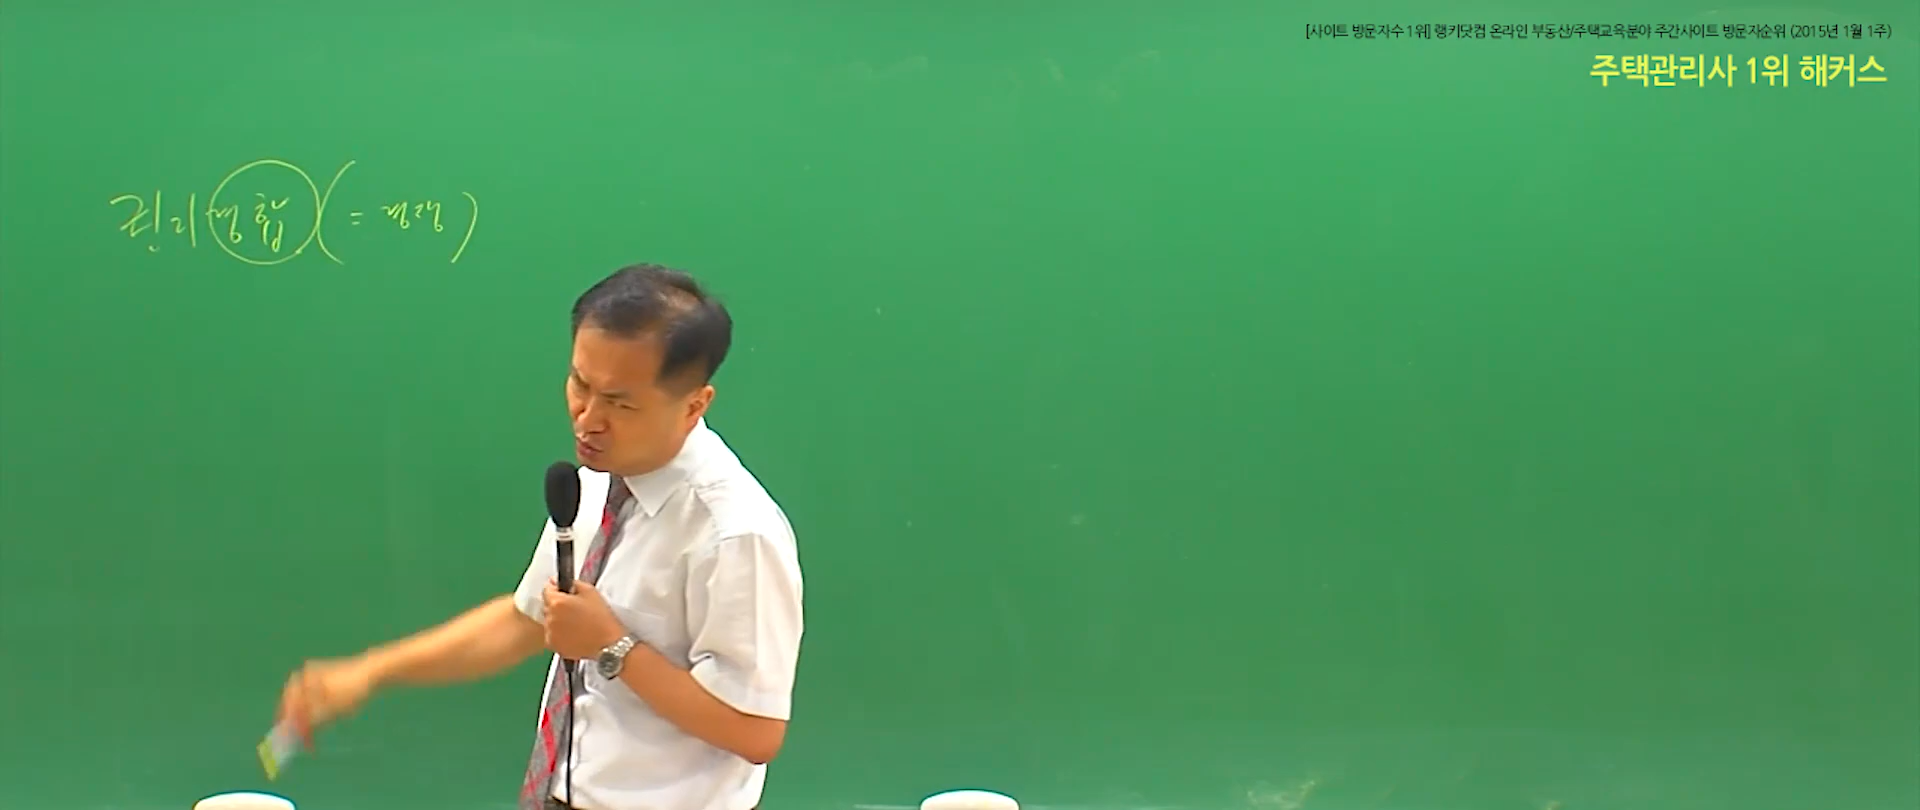 [사이트 방문자수 1위] 랭키닷컴 온라인 부동산/주택교육분야 주간사이트 방문자순위 (2015년 1월 1주)
주택관리사 1위 해커스
권리경합 (= 경쟁)